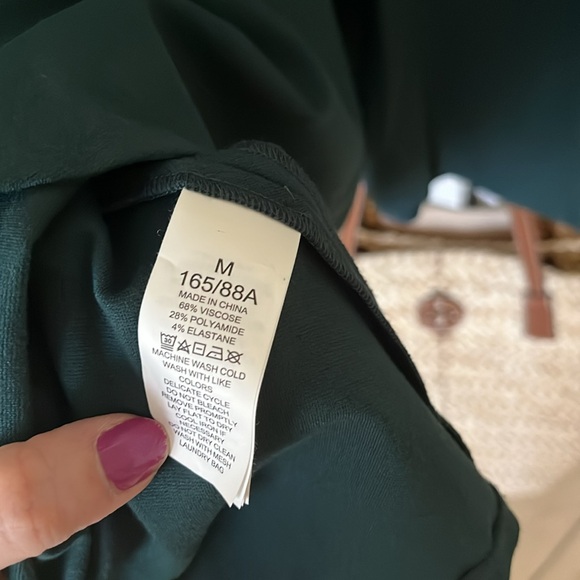 M
165/88A
MADE IN CHINA
68% VISCOSE
28% POLYAMIDE
4% ELASTANE
30
MACHINE WASH COLD
WASH WITH LIKE
COLORS
DELICATE CYCLE
DO NOT BLEACH
REMOVE PROMPTLY
LAY FLAT TO DRY
COOL IRON IF
NECESSARY
DO NOT DRY CLEAN
WASH WITH MESH
LAUNDRY BAG